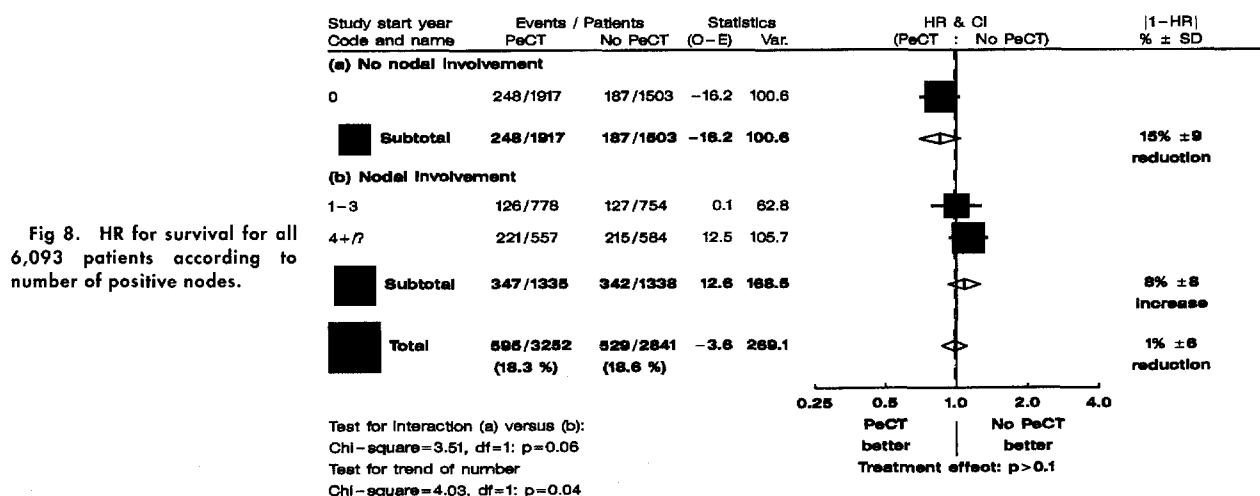 Study start year Events / Patients Statistics HR & CI |1-HR|
Code and name PeCT No PeCT (O-E) Var. (PeCT : No PeCT) % ± SD
(a) No nodal involvement
0 248/1917 187/1503 -16.2 100.6
Subtotal 248/1917 187/1503 -16.2 100.6 15% ±9
reduction
(b) Nodal involvement
1-3 126/778 127/754 0.1 62.8
4+/? 221/557 215/584 12.5 105.7
Subtotal 347/1335 342/1338 12.6 168.5 8% ±8
increase
Total 595/3252 529/2841 -3.6 269.1 1% ±6
(18.3 %) (18.6 %) reduction
0.25 0.5 1.0 2.0 4.0
PeCT No PeCT
better better
Treatment effect: p>0.1
Test for interaction (a) versus (b):
Chi-square=3.51, df=1: p=0.06
Test for trend of number
Chi-square=4.03, df=1: p=0.04
Fig 8. HR for survival for all
6,093 patients according to
number of positive nodes.